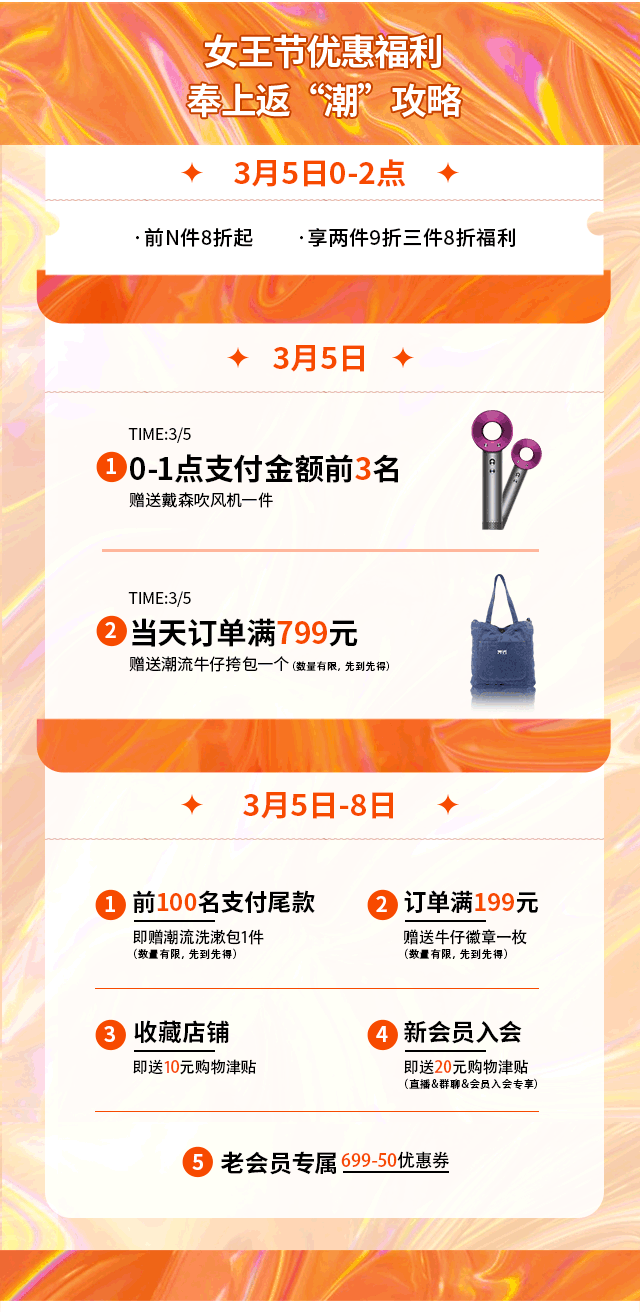 女王节优惠福利
奉上返“潮”攻略
3月5日0-2点
·前N件8折起 ·享两件9折三件8折福利
3月5日
TIME:3/5
1 0-1点支付金额前3名
赠送戴森吹风机一件
TIME:3/5
2 当天订单满799元
赠送潮流牛仔挎包一个(数量有限, 先到先得)
3月5日-8日
1 前100名支付尾款
即赠潮流洗漱包1件
(数量有限, 先到先得)
2 订单满199元
赠送牛仔徽章一枚
(数量有限, 先到先得)
3 收藏店铺
即送10元购物津贴
4 新会员入会
即送20元购物津贴
(直播&群聊&会员入会专享)
5 老会员专属 699-50优惠券